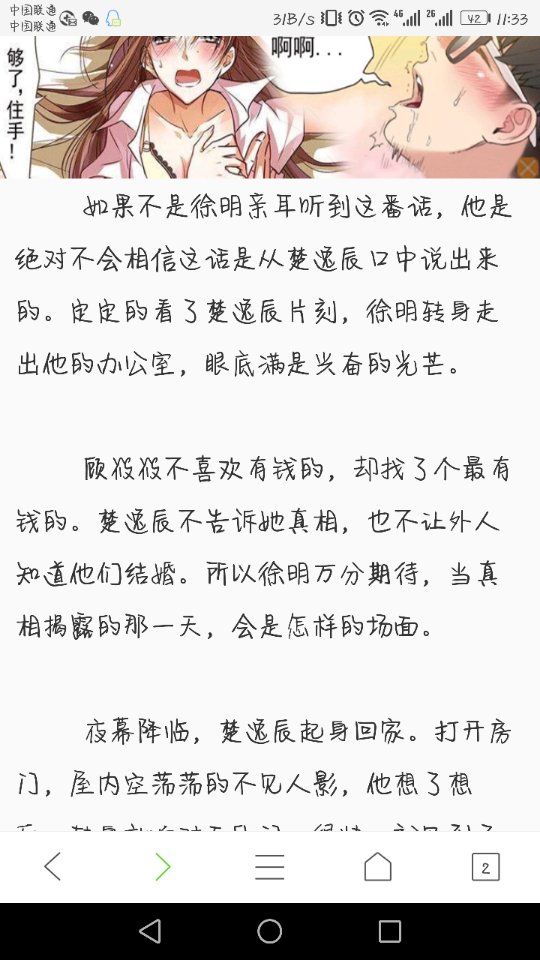 中国联通
中国联通
31B/s
4G
2G
42
11:33
够了，住手！
啊啊...
如果不是徐明亲耳听到这番话，他是
绝对不会相信这话是从楚逸辰口中说出来
的。定定的看了楚逸辰片刻，徐明转身走
出他的办公室，眼底满是兴奋的光芒。
顾筱筱不喜欢有钱的，却找了个最有
钱的。楚逸辰不告诉她真相，也不让外人
知道他们结婚。所以徐明万分期待，当真
相揭露的那一天，会是怎样的场面。
夜幕降临，楚逸辰起身回家。打开房
门，屋内空荡荡的不见人影，他想了想
2